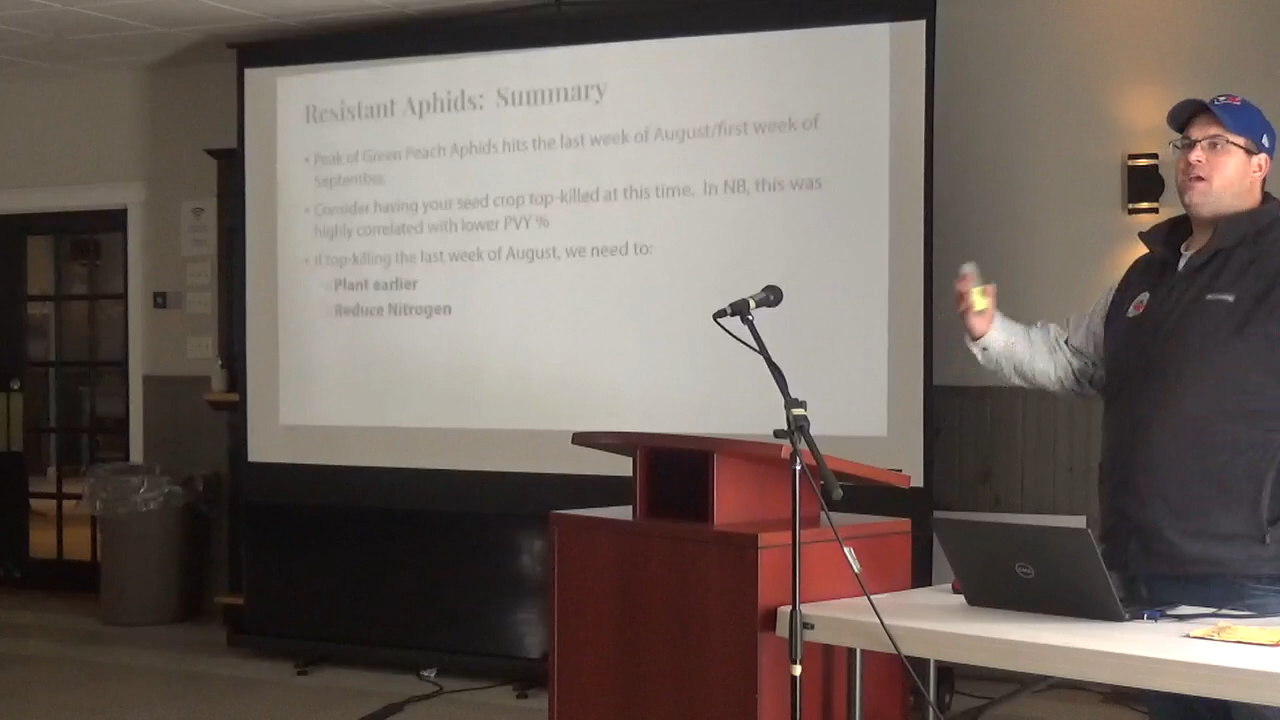 Resistant Aphids: Summary
• Peak of Green Peach Aphids hits the last week of August/first week of
September.
• Consider having your seed crop top-killed at this time. In NB, this was
highly correlated with lower PVY %
• If top-killing the last week of August, we need to:
Plant earlier
Reduce Nitrogen
Columbia
DELL